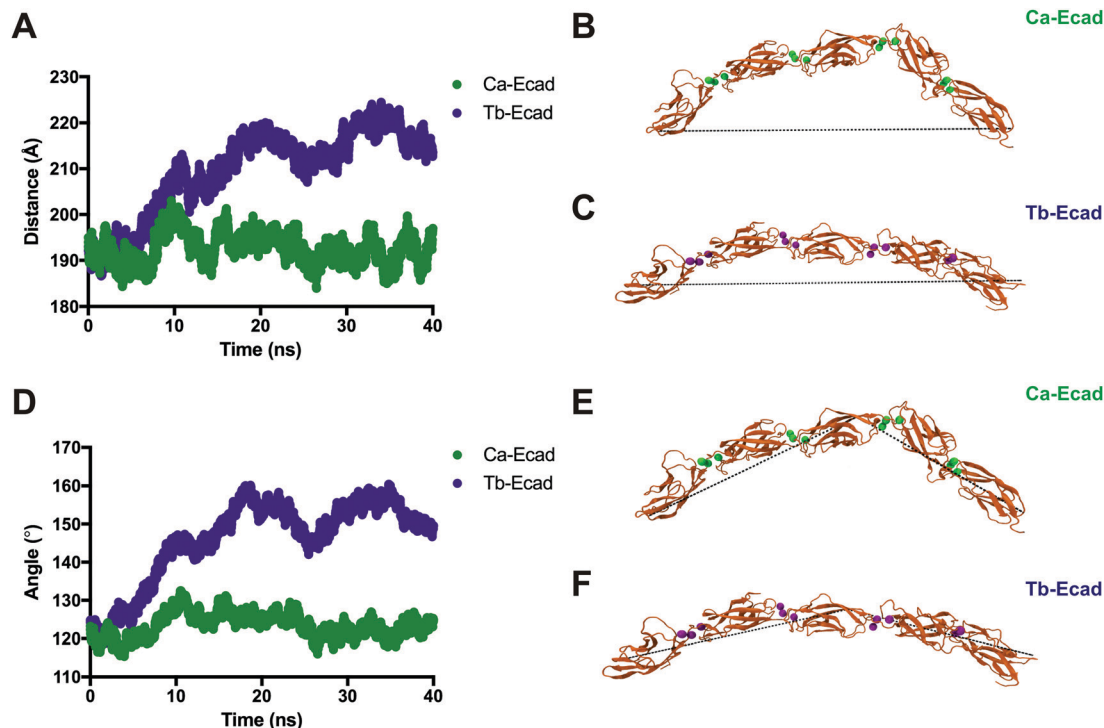 A
230
220
210
200
190
180
Distance (Å)
0 10 20 30 40
Time (ns)
Ca-Ecad
Tb-Ecad
B
Ca-Ecad
C
Tb-Ecad
D
170
160
150
140
130
120
110
Angle (°)
0 10 20 30 40
Time (ns)
Ca-Ecad
Tb-Ecad
E
Ca-Ecad
F
Tb-Ecad